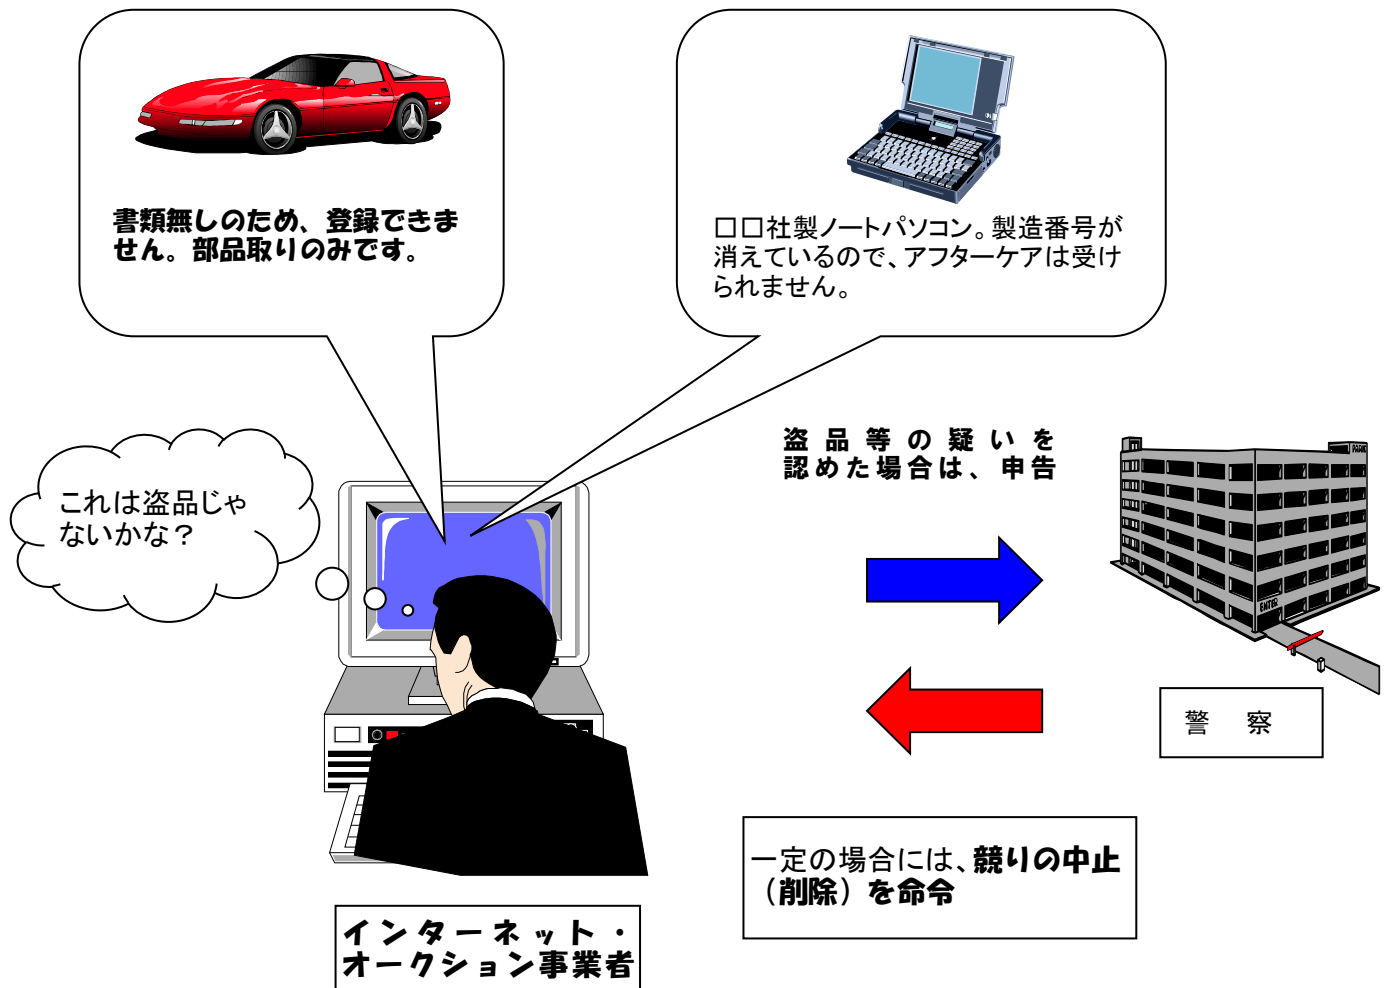 書類無しのため、登録できま
せん。部品取りのみです。
□□社製ノートパソコン。製造番号が
消えているので、アフターケアは受け
られません。
これは盗品じゃ
ないかな？
盗品等の疑いを
認めた場合は、申告
PARK
ENTER
警　察
一定の場合には、競りの中止
（削除）を命令
インターネット・
オークション事業者